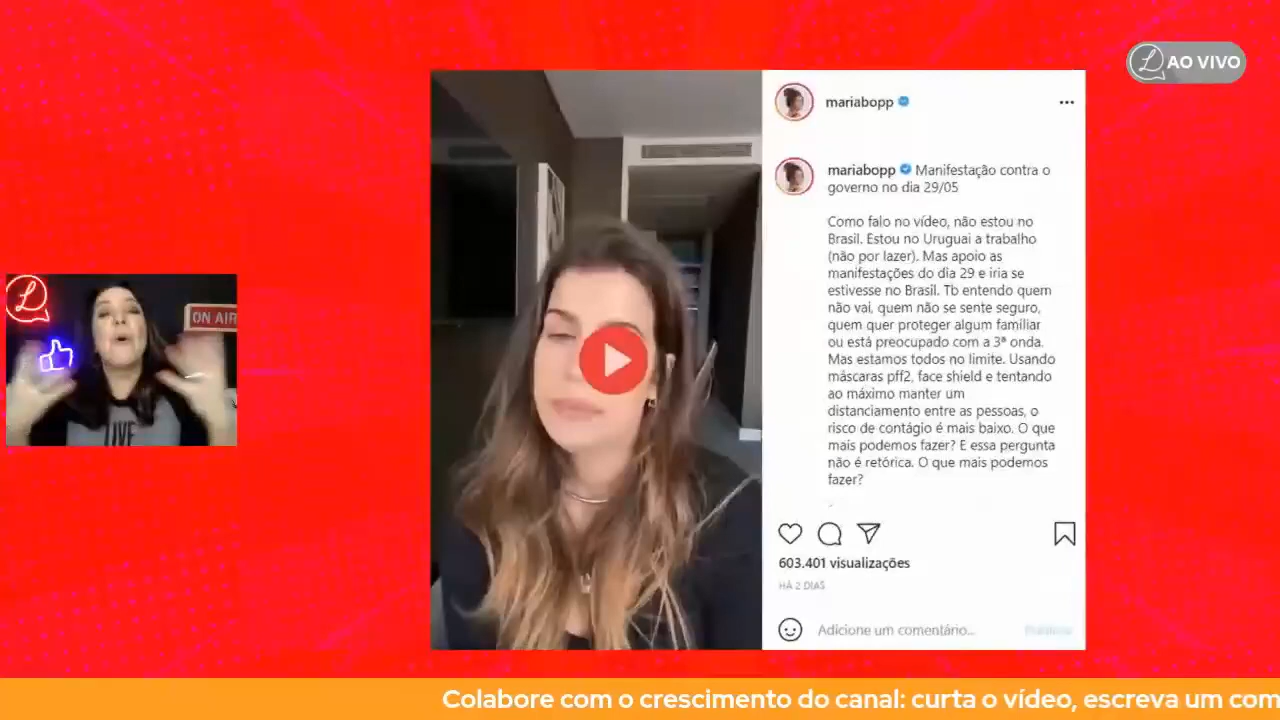 L AO VIVO
mariabopp
mariabopp Manifestação contra o
governo no dia 29/05
Como falo no vídeo, não estou no
Brasil. Estou no Uruguai a trabalho
(não por lazer). Mas apoio as
manifestações do dia 29 e iria se
estivesse no Brasil. Tb entendo quem
não vai, quem não se sente seguro,
quem quer proteger algum familiar
ou está preocupado com a 3ª onda.
Mas estamos todos no limite. Usando
máscaras pff2, face shield e tentando
ao máximo manter um
distanciamento entre as pessoas, o
risco de contágio é mais baixo. O que
mais podemos fazer? E essa pergunta
não é retórica. O que mais podemos
fazer?
603.401 visualizações
HÁ 2 DIAS
Adicione um comentário...
Publicar
L
ON AIR
LIVE
Colabore com o crescimento do canal: curta o vídeo, escreva um com